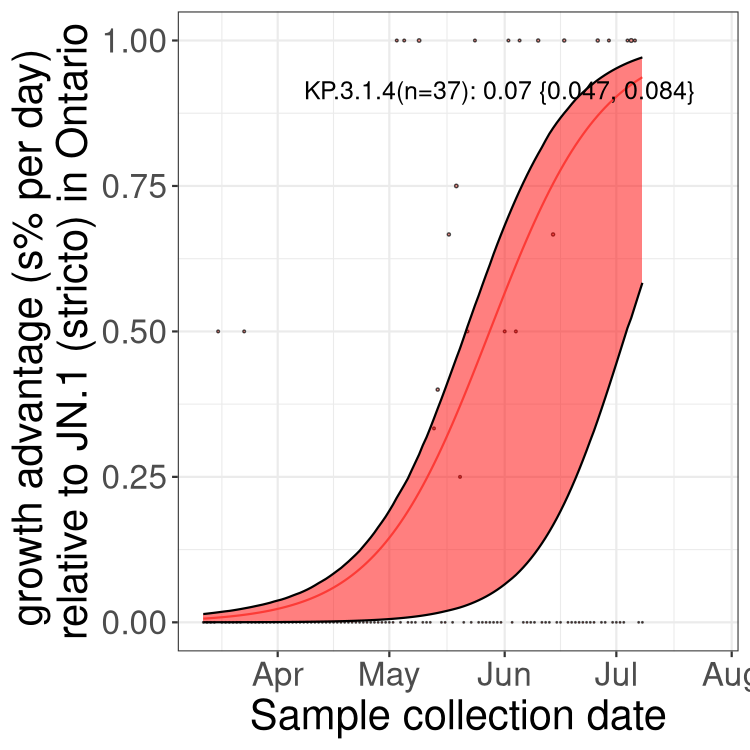 growth advantage (s% per day)
relative to JN.1 (stricto) in Ontario
1.00
0.75
0.50
0.25
0.00
KP.3.1.4(n=37): 0.07 {0.047, 0.084}
Apr May Jun Jul Aug
Sample collection date